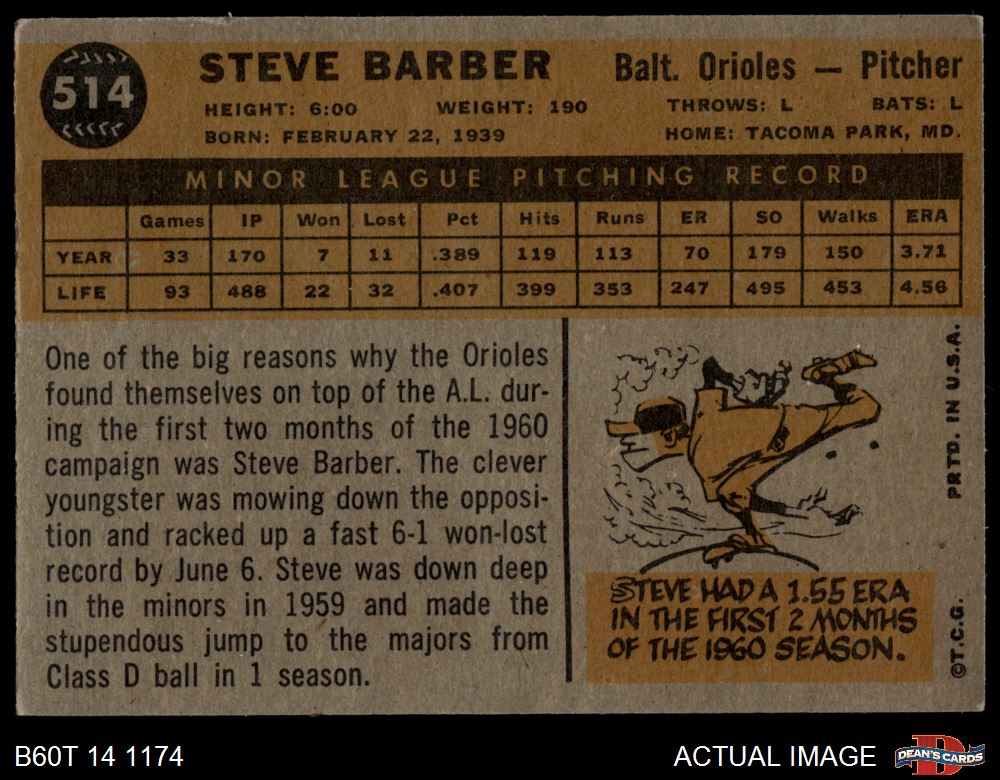 514
STEVE BARBER Balt. Orioles — Pitcher
HEIGHT: 6:00 WEIGHT: 190 THROWS: L BATS: L
BORN: FEBRUARY 22, 1939 HOME: TACOMA PARK, MD.
MINOR LEAGUE PITCHING RECORD
Games IP Won Lost Pct Hits Runs ER SO Walks ERA
YEAR 33 170 7 11 .389 119 113 70 179 150 3.71
LIFE 93 488 22 32 .407 399 353 247 495 453 4.56
One of the big reasons why the Orioles
found themselves on top of the A.L. dur-
ing the first two months of the 1960
campaign was Steve Barber. The clever
youngster was mowing down the opposi-
tion and racked up a fast 6-1 won-lost
record by June 6. Steve was down deep
in the minors in 1959 and made the
stupendous jump to the majors from
Class D ball in 1 season.
STEVE HAD A 1.55 ERA
IN THE FIRST 2 MONTHS
OF THE 1960 SEASON.
©T.C.G. PRTD. IN U.S.A.
B60T 14 1174 ACTUAL IMAGE
D
DEAN'S CARDS